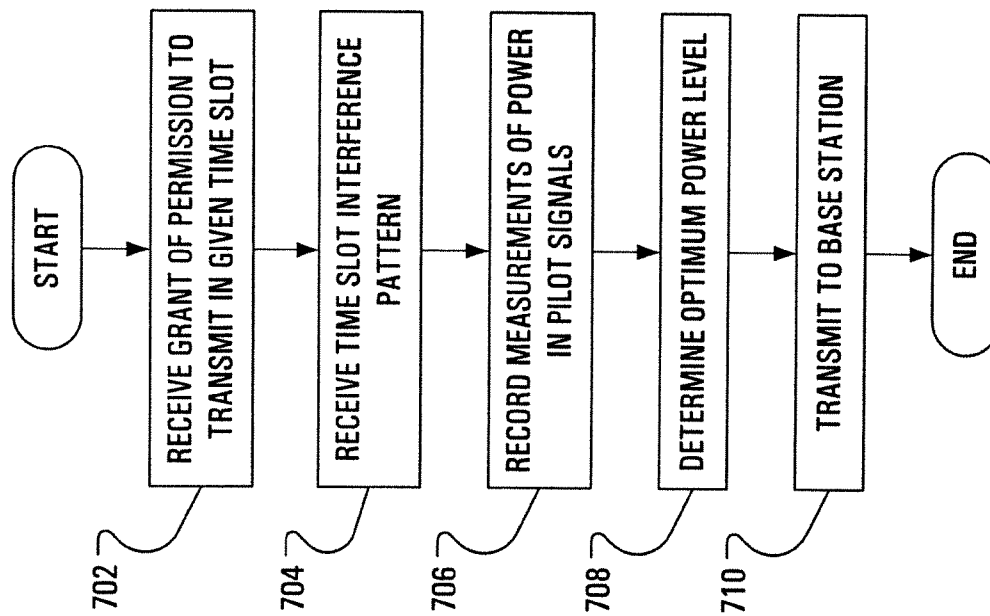 START
702
RECEIVE GRANT OF PERMISSION TO
TRANSMIT IN GIVEN TIME SLOT
704
RECEIVE TIME SLOT INTERFERENCE
PATTERN
706
RECORD MEASUREMENTS OF POWER
IN PILOT SIGNALS
708
DETERMINE OPTIMUM POWER LEVEL
710
TRANSMIT TO BASE STATION
END